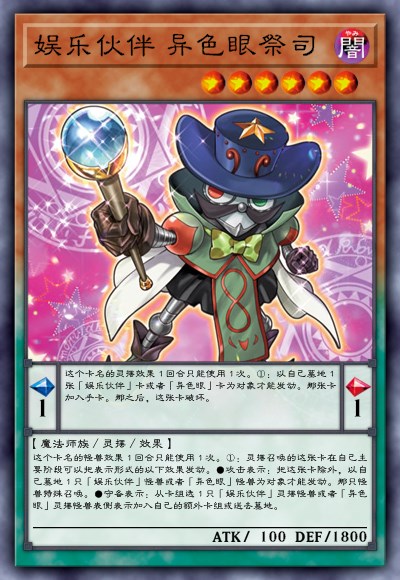 娱乐伙伴 异色眼祭司
やみ
闇
这个卡名的灵摆效果1回合只能使用1次。①：以自己墓地1
张「娱乐伙伴」卡或者「异色眼」卡为对象才能发动。那张卡
加入手卡。那之后，这张卡破坏。
1
1
【魔法师族／灵摆／效果】
这个卡名的怪兽效果1回合只能使用1次。①：灵摆召唤的这张卡在自己主
要阶段可以把表示形式的以下效果发动。●攻击表示：把这张卡除外，以自
己墓地1只「娱乐伙伴」怪兽或者「异色眼」怪兽为对象才能发动。那只怪
兽特殊召唤。●守备表示：从卡组选1只「娱乐伙伴」灵摆怪兽或者「异色眼
」灵摆怪兽表侧表示加入自己的额外卡组或送去墓地。
ATK/ 100 DEF/1800